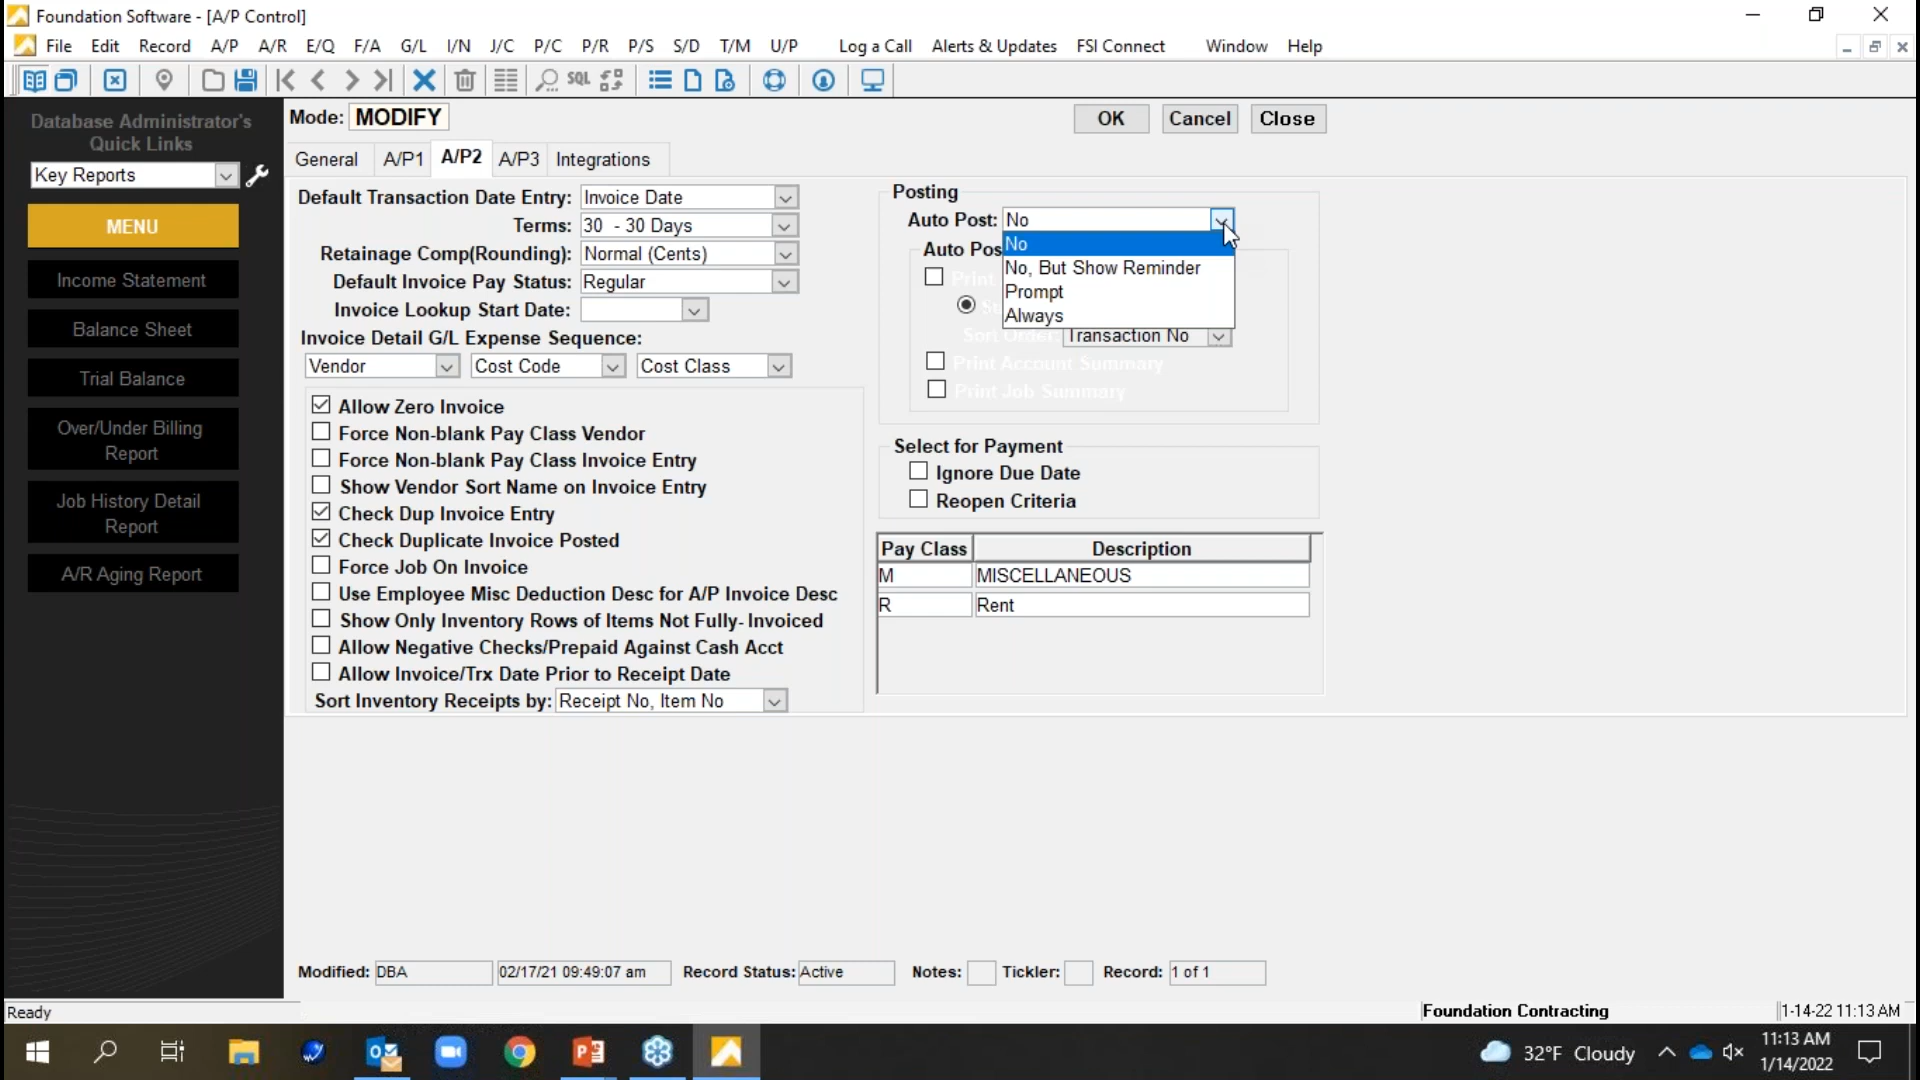 Foundation Software - [A/P Control]
File Edit Record A/P A/R E/Q F/A G/L I/N J/C P/C P/R P/S S/D T/M U/P Log a Call Alerts & Updates FSI Connect Window Help
SQL
Database Administrator's
Quick Links
Key Reports
MENU
Income Statement
Balance Sheet
Trial Balance
Over/Under Billing
Report
Job History Detail
Report
A/R Aging Report
Mode: MODIFY
OK Cancel Close
General A/P1 A/P2 A/P3 Integrations
Default Transaction Date Entry: Invoice Date
Terms: 30 - 30 Days
Retainage Comp(Rounding): Normal (Cents)
Default Invoice Pay Status: Regular
Invoice Lookup Start Date:
Invoice Detail G/L Expense Sequence:
Vendor Cost Code Cost Class
Allow Zero Invoice
Force Non-blank Pay Class Vendor
Force Non-blank Pay Class Invoice Entry
Show Vendor Sort Name on Invoice Entry
Check Dup Invoice Entry
Check Duplicate Invoice Posted
Force Job On Invoice
Use Employee Misc Deduction Desc for A/P Invoice Desc
Show Only Inventory Rows of Items Not Fully-Invoiced
Allow Negative Checks/Prepaid Against Cash Acct
Allow Invoice/Trx Date Prior to Receipt Date
Sort Inventory Receipts by: Receipt No, Item No
Posting
Auto Post: No
No
No, But Show Reminder
Prompt
Always
Auto Pos
Print
Sort Order: Transaction No
Print Account Summary
Print Job Summary
Select for Payment
Ignore Due Date
Reopen Criteria
Pay Class Description
M MISCELLANEOUS
R Rent
Modified: DBA 02/17/21 09:49:07 am Record Status: Active Notes: Tickler: Record: 1 of 1
Ready
Foundation Contracting
1-14-22 11:13 AM
32°F Cloudy
11:13 AM
1/14/2022